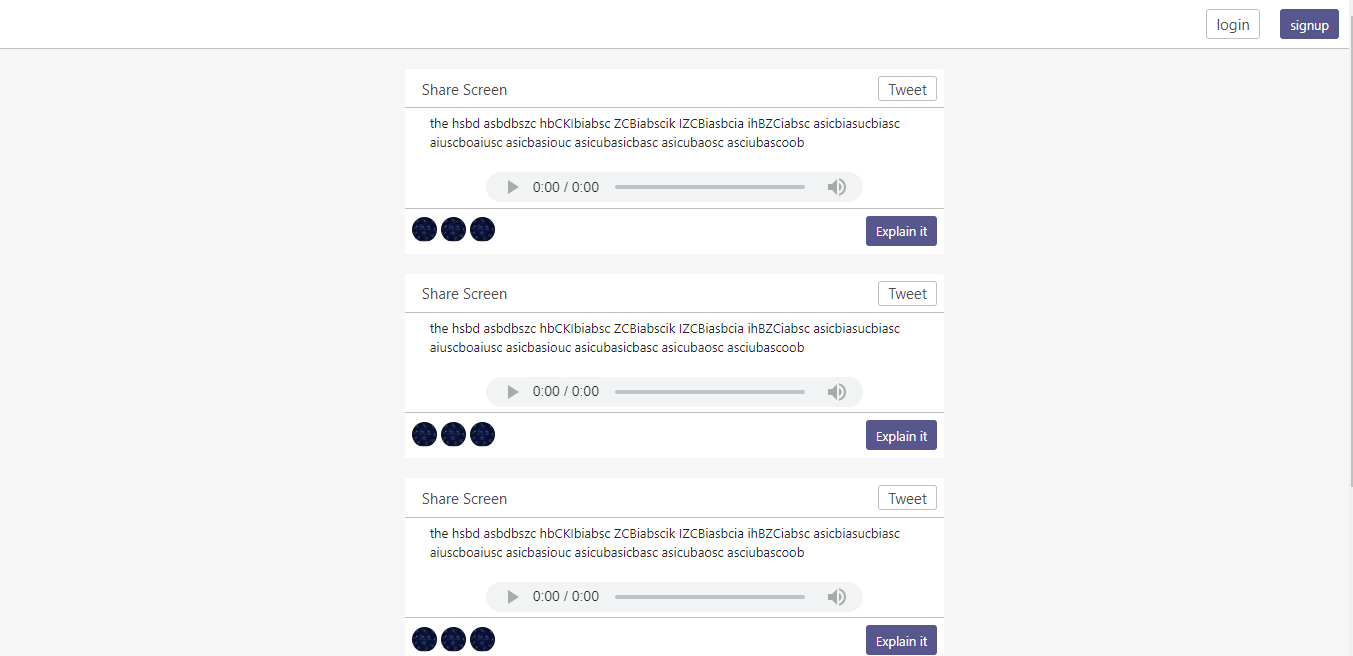 login signup
Share Screen Tweet
the hsbd asbdbszc hbCKIbiabsc ZCBiabscik IZCBiasbcia ihBZCiabsc asicbiasucbiasc
aiuscboaiusc asicbasiouc asicubasicbasc asicubaosc asciubascoob
0:00 / 0:00
Explain it
Share Screen Tweet
the hsbd asbdbszc hbCKIbiabsc ZCBiabscik IZCBiasbcia ihBZCiabsc asicbiasucbiasc
aiuscboaiusc asicbasiouc asicubasicbasc asicubaosc asciubascoob
0:00 / 0:00
Explain it
Share Screen Tweet
the hsbd asbdbszc hbCKIbiabsc ZCBiabscik IZCBiasbcia ihBZCiabsc asicbiasucbiasc
aiuscboaiusc asicbasiouc asicubasicbasc asicubaosc asciubascoob
0:00 / 0:00
Explain it